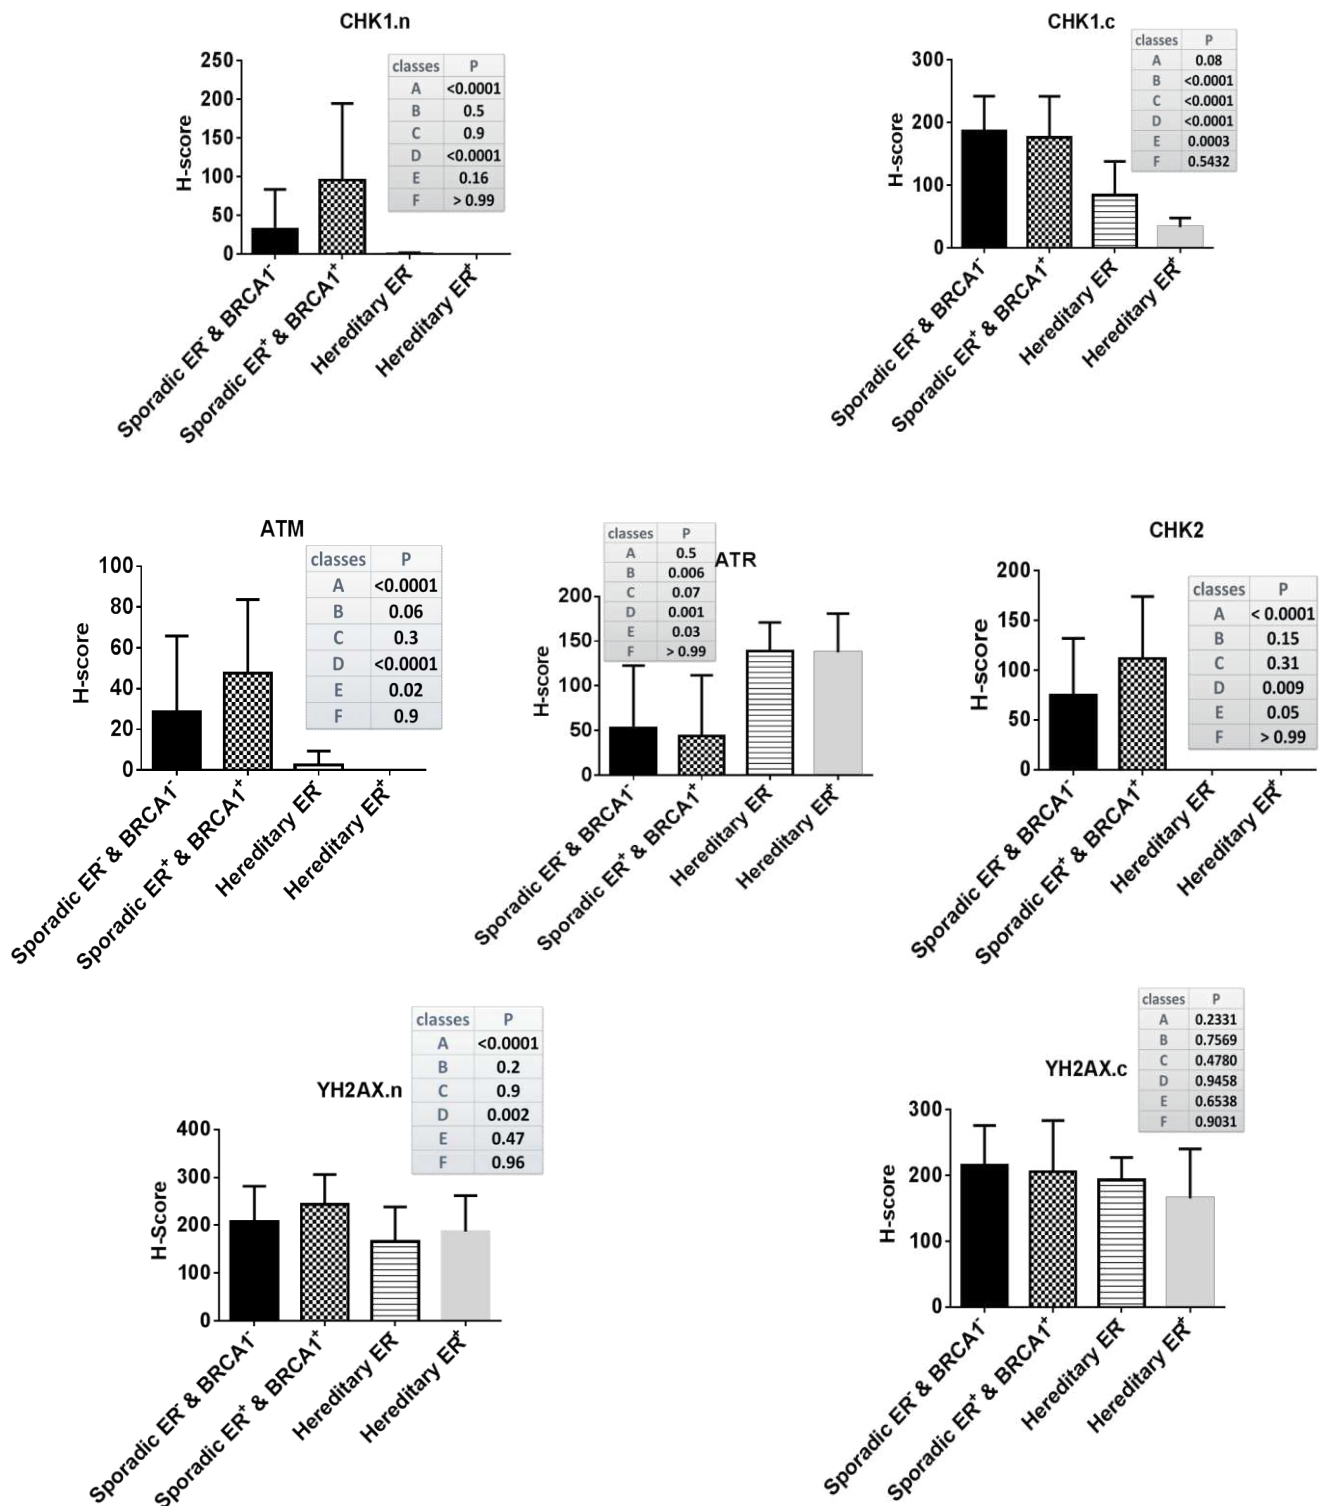 CHK1.n
H-score
250
200
150
100
50
0
classes P
A <0.0001
B 0.5
C 0.9
D <0.0001
E 0.16
F > 0.99
Sporadic ER⁻ & BRCA1⁻
Sporadic ER⁺ & BRCA1⁺
Hereditary ER⁻
Hereditary ER⁺
CHK1.c
H-score
300
200
100
0
classes P
A 0.08
B <0.0001
C <0.0001
D <0.0001
E 0.0003
F 0.5432
Sporadic ER⁻ & BRCA1⁻
Sporadic ER⁺ & BRCA1⁺
Hereditary ER⁻
Hereditary ER⁺
ATM
H-score
100
80
60
40
20
0
classes P
A <0.0001
B 0.06
C 0.3
D <0.0001
E 0.02
F 0.9
Sporadic ER⁻ & BRCA1⁻
Sporadic ER⁺ & BRCA1⁺
Hereditary ER⁻
Hereditary ER⁺
ATR
H-score
200
150
100
50
0
classes P
A 0.5
B 0.006
C 0.07
D 0.001
E 0.03
F > 0.99
Sporadic ER⁻ & BRCA1⁻
Sporadic ER⁺ & BRCA1⁺
Hereditary ER⁻
Hereditary ER⁺
CHK2
H-score
200
150
100
50
0
classes P
A < 0.0001
B 0.15
C 0.31
D 0.009
E 0.05
F > 0.99
Sporadic ER⁻ & BRCA1⁻
Sporadic ER⁺ & BRCA1⁺
Hereditary ER⁻
Hereditary ER⁺
YH2AX.n
H-Score
400
300
200
100
0
classes P
A <0.0001
B 0.2
C 0.9
D 0.002
E 0.47
F 0.96
Sporadic ER⁻ & BRCA1⁻
Sporadic ER⁺ & BRCA1⁺
Hereditary ER⁻
Hereditary ER⁺
YH2AX.c
H-score
300
200
100
0
classes P
A 0.2331
B 0.7569
C 0.4780
D 0.9458
E 0.6538
F 0.9031
Sporadic ER⁻ & BRCA1⁻
Sporadic ER⁺ & BRCA1⁺
Hereditary ER⁻
Hereditary ER⁺